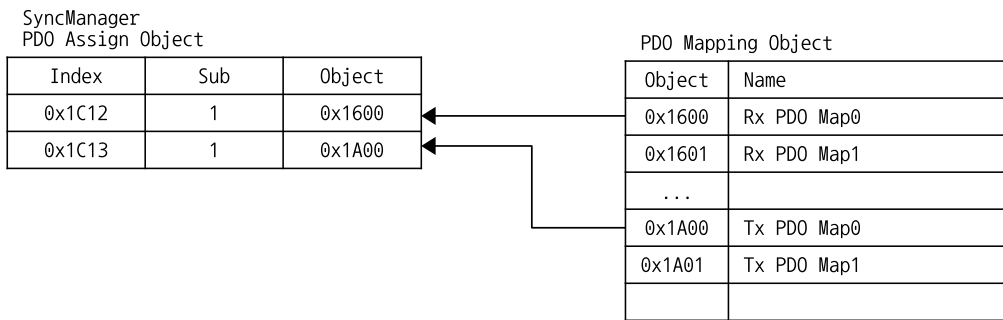 SyncManager
PDO Assign Object
Index Sub Object
0x1C12 1 0x1600
0x1C13 1 0x1A00
PDO Mapping Object
Object Name
0x1600 Rx PDO Map0
0x1601 Rx PDO Map1
...
0x1A00 Tx PDO Map0
0x1A01 Tx PDO Map1